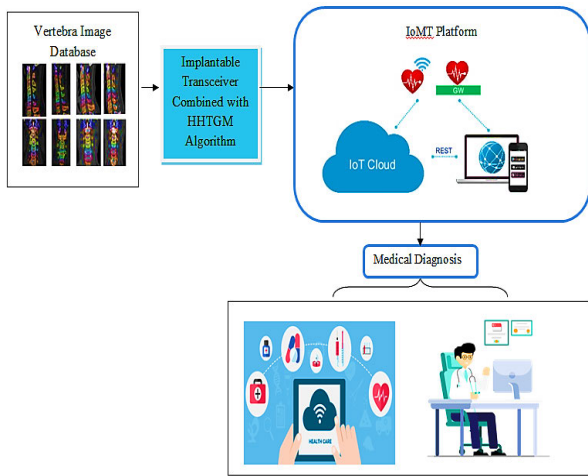 Vertebra Image
Database
Implantable
Transceiver
Combined with
HHTGM
Algorithm
IoMT Platform
GW
IoT Cloud
REST
Medical Diagnosis
HEALTH CARE